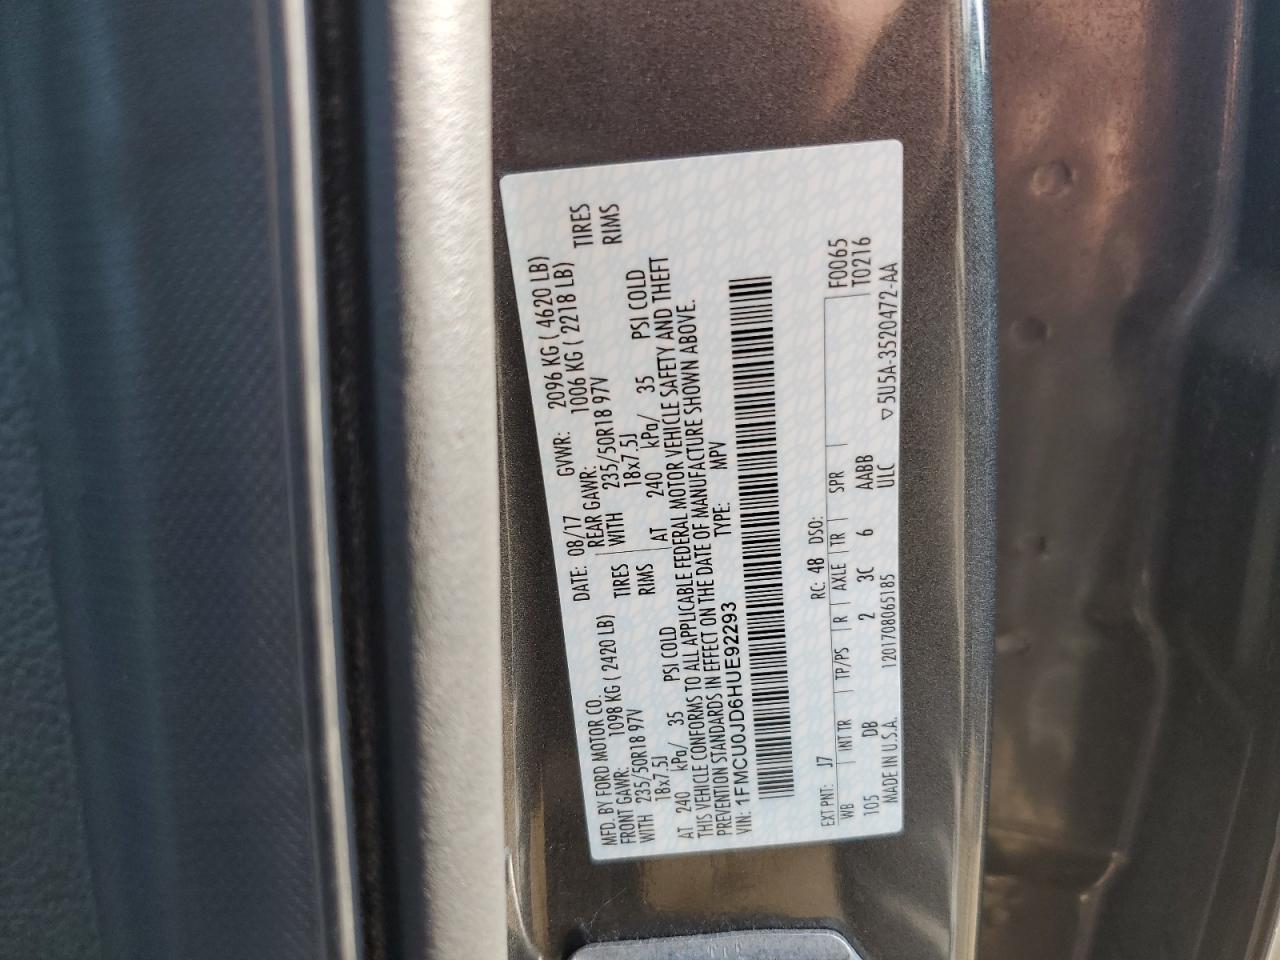 MFD. BY FORD MOTOR CO. DATE: 08/17 GVWR: 2096 KG ( 4620 LB)
FRONT GAWR: 1098 KG ( 2420 LB) REAR GAWR: 1006 KG ( 2218 LB)
WITH 235/50R18 97V TIRES WITH 235/50R18 97V TIRES
18x7.5J RIMS 18x7.5J RIMS
AT 240 kPa/ 35 PSI COLD AT 240 kPa/ 35 PSI COLD
THIS VEHICLE CONFORMS TO ALL APPLICABLE FEDERAL MOTOR VEHICLE SAFETY AND THEFT
PREVENTION STANDARDS IN EFFECT ON THE DATE OF MANUFACTURE SHOWN ABOVE.
VIN: 1FMCU0JD6HUE92293 TYPE: MPV
EXT PNT: J7 RC: 48 DSO: F0065
WB INT TR TP/PS R AXLE TR SPR T0216
105 DB 2 3C 6 AABB
MADE IN U.S.A. 1201708065185 ULC ▽5U5A-3520472-AA